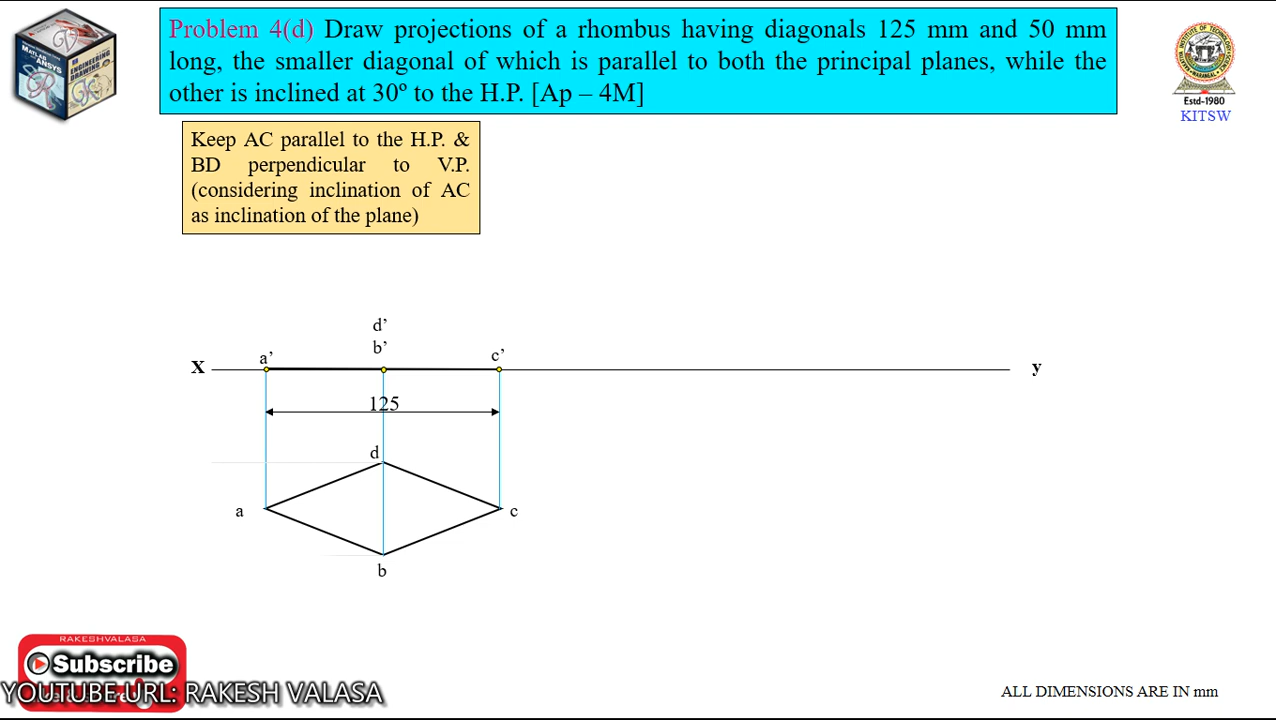 Problem 4(d) Draw projections of a rhombus having diagonals 125 mm and 50 mm
long, the smaller diagonal of which is parallel to both the principal planes, while the
other is inclined at 30º to the H.P. [Ap – 4M]
Estd-1980
KITSW
Keep AC parallel to the H.P. &
BD perpendicular to V.P.
(considering inclination of AC
as inclination of the plane)
d’
b’
a’
c’
X
y
125
d
a
c
b
RAKESHVALASA
Subscribe
YOUTUBE URL: RAKESH VALASA
ALL DIMENSIONS ARE IN mm